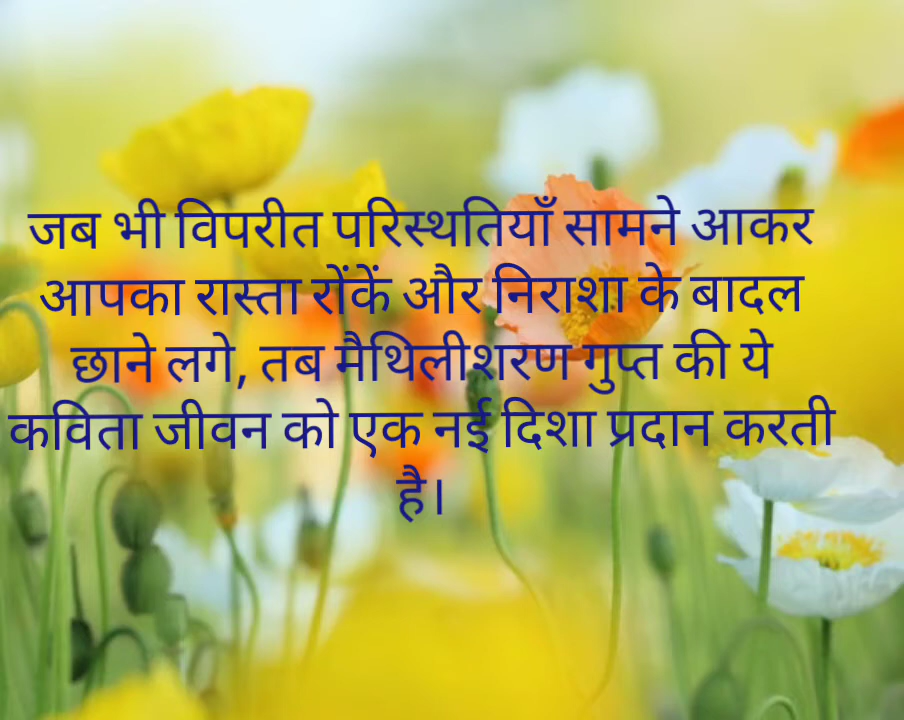 जब भी विपरीत परिस्थतियाँ सामने आकर
आपका रास्ता रोंकें और निराशा के बादल
छाने लगे, तब मैथिलीशरण गुप्त की ये
कविता जीवन को एक नई दिशा प्रदान करती
है।